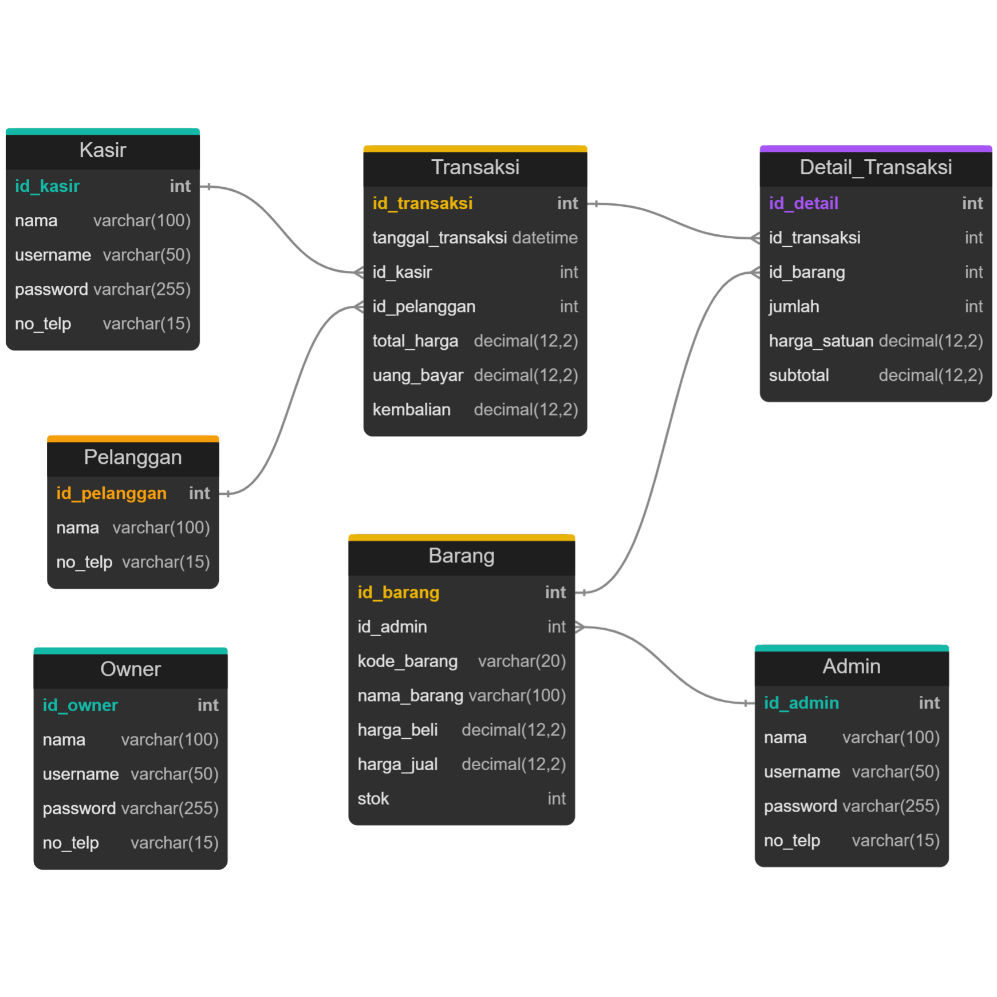 Kasir
id_kasir int
nama varchar(100)
username varchar(50)
password varchar(255)
no_telp varchar(15)
Transaksi
id_transaksi int
tanggal_transaksi datetime
id_kasir int
id_pelanggan int
total_harga decimal(12,2)
uang_bayar decimal(12,2)
kembalian decimal(12,2)
Detail_Transaksi
id_detail int
id_transaksi int
id_barang int
jumlah int
harga_satuan decimal(12,2)
subtotal decimal(12,2)
Pelanggan
id_pelanggan int
nama varchar(100)
no_telp varchar(15)
Barang
id_barang int
id_admin int
kode_barang varchar(20)
nama_barang varchar(100)
harga_beli decimal(12,2)
harga_jual decimal(12,2)
stok int
Owner
id_owner int
nama varchar(100)
username varchar(50)
password varchar(255)
no_telp varchar(15)
Admin
id_admin int
nama varchar(100)
username varchar(50)
password varchar(255)
no_telp varchar(15)